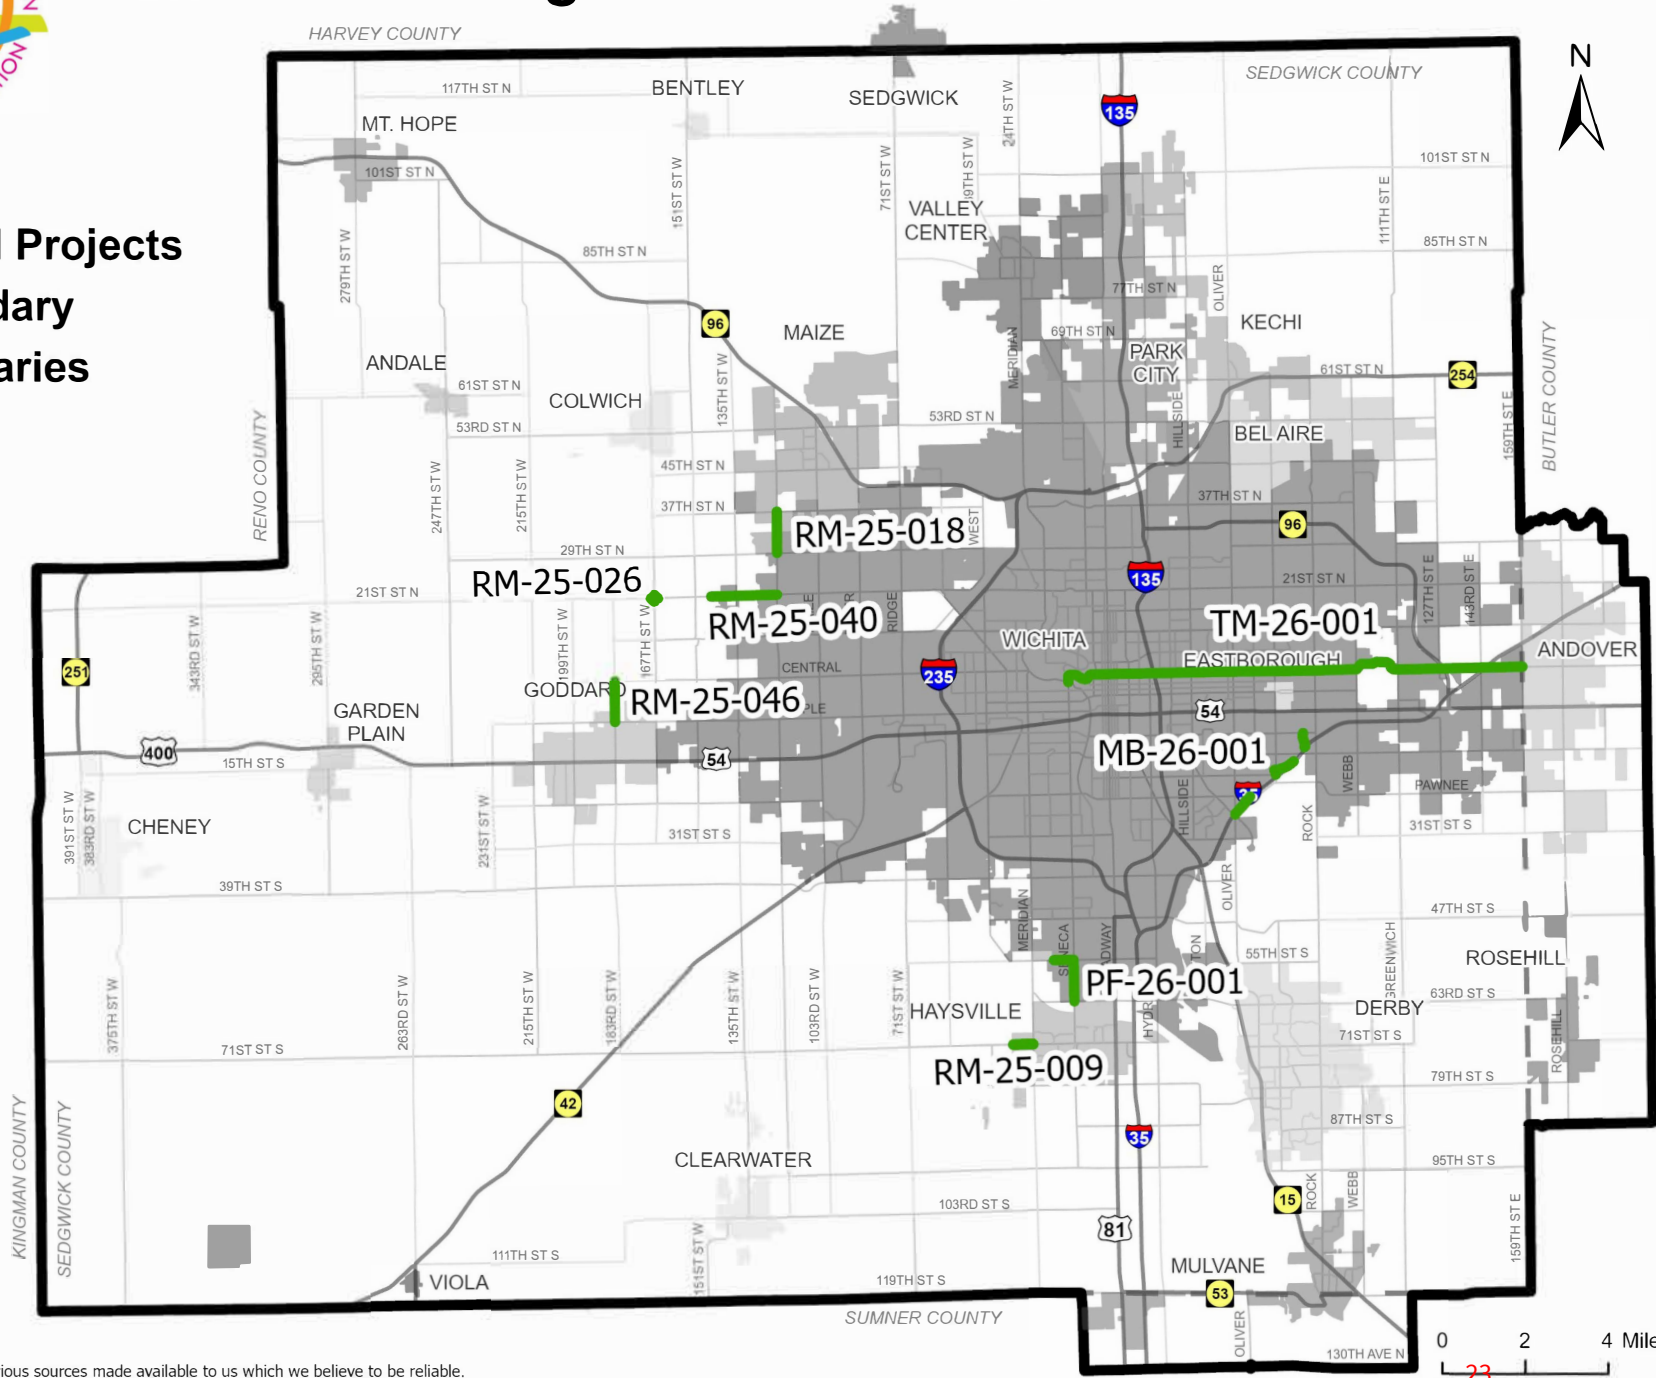 HARVEY COUNTY
N
SEDGWICK COUNTY
117TH ST N
BENTLEY
SEDGWICK
24TH ST W
135
MT. HOPE
101ST ST N
101ST ST N
151ST ST W
71ST ST W
111TH ST E
VALLEY
CENTER
Projects
85TH ST N
85TH ST N
279TH ST W
77TH ST N
OLIVER
96
MAIZE
69TH ST N
KECHI
MERIDIAN
PARK
CITY
ANDALE
61ST ST N
61ST ST N
254
BUTLER COUNTY
COLWICH
135TH ST W
53RD ST N
53RD ST N
HILLSIDE
BEL AIRE
159TH ST E
RENO COUNTY
45TH ST N
247TH ST W
215TH ST W
37TH ST N
37TH ST N
96
RM-25-018
WEST
29TH ST N
RM-25-026
135
21ST ST N
127TH ST E
143RD ST E
21ST ST N
RM-25-040
RIDGE
TM-26-001
WICHITA
343RD ST W
295TH ST W
199TH ST W
167TH ST W
EASTBOROUGH
ANDOVER
251
CENTRAL
235
GODDARD
RM-25-046
GARDEN
PLAIN
54
400
15TH ST S
54
MB-26-001
WEBB
PAWNEE
35
HILLSIDE
ROCK
391ST ST W
383RD ST W
CHENEY
231ST ST W
31ST ST S
31ST ST S
39TH ST S
OLIVER
MERIDIAN
47TH ST S
SENECA
55TH ST S
GREENWICH
ROSEHILL
PF-26-001
375TH ST W
263RD ST W
215TH ST W
183RD ST W
135TH ST W
103RD ST W
71ST ST W
HAYSVILLE
63RD ST S
DERBY
71ST ST S
71ST ST S
ROSEHILL
RM-25-009
79TH ST S
42
87TH ST S
35
KINGMAN COUNTY
SEDGWICK COUNTY
CLEARWATER
95TH ST S
103RD ST S
15
ROCK
WEBB
81
159TH ST E
111TH ST S
151ST ST W
MULVANE
VIOLA
119TH ST S
53
SUMNER COUNTY
OLIVER
130TH AVE N
0 2 4
23
sources made available to us which we believe to be reliable.